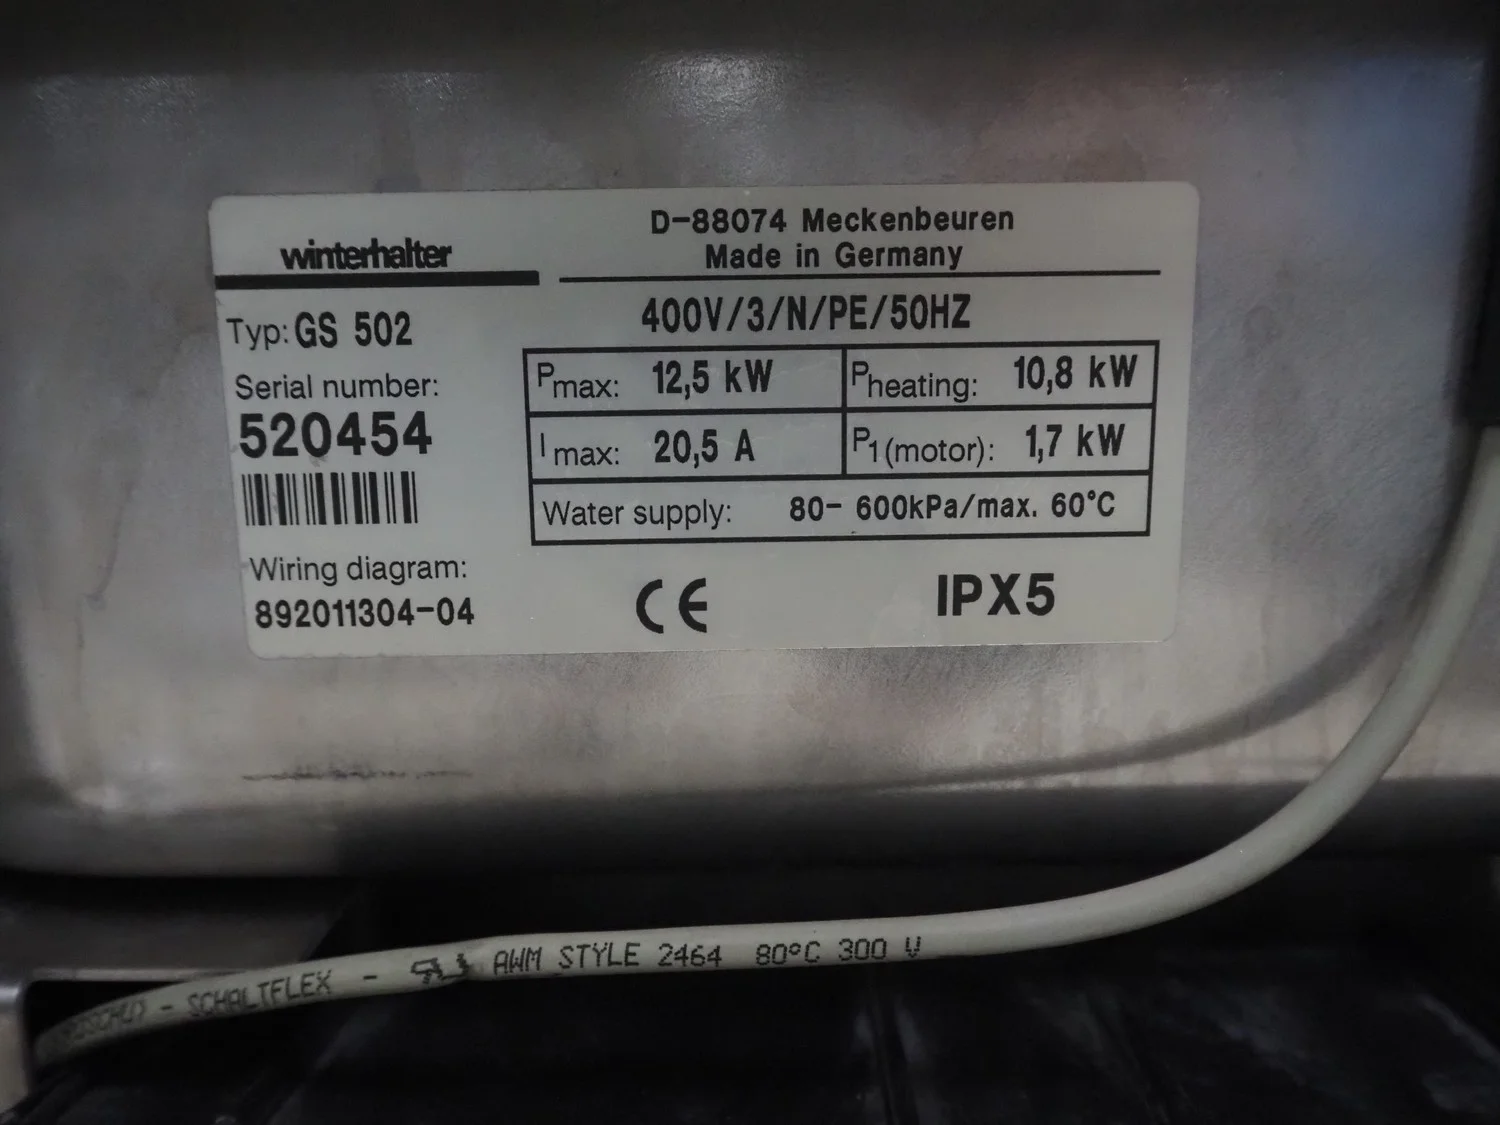 winterhalter
D-88074 Meckenbeuren
Made in Germany
Typ: GS 502
400V/3/N/PE/50HZ
Serial number:
520454
Pmax: 12,5 kW
Pheating: 10,8 kW
I max: 20,5 A
P1(motor): 1,7 kW
Water supply: 80- 600kPa/max. 60°C
Wiring diagram:
892011304-04
CE
IPX5
- SCHALTFLEX - AWM STYLE 2464 80°C 300 V